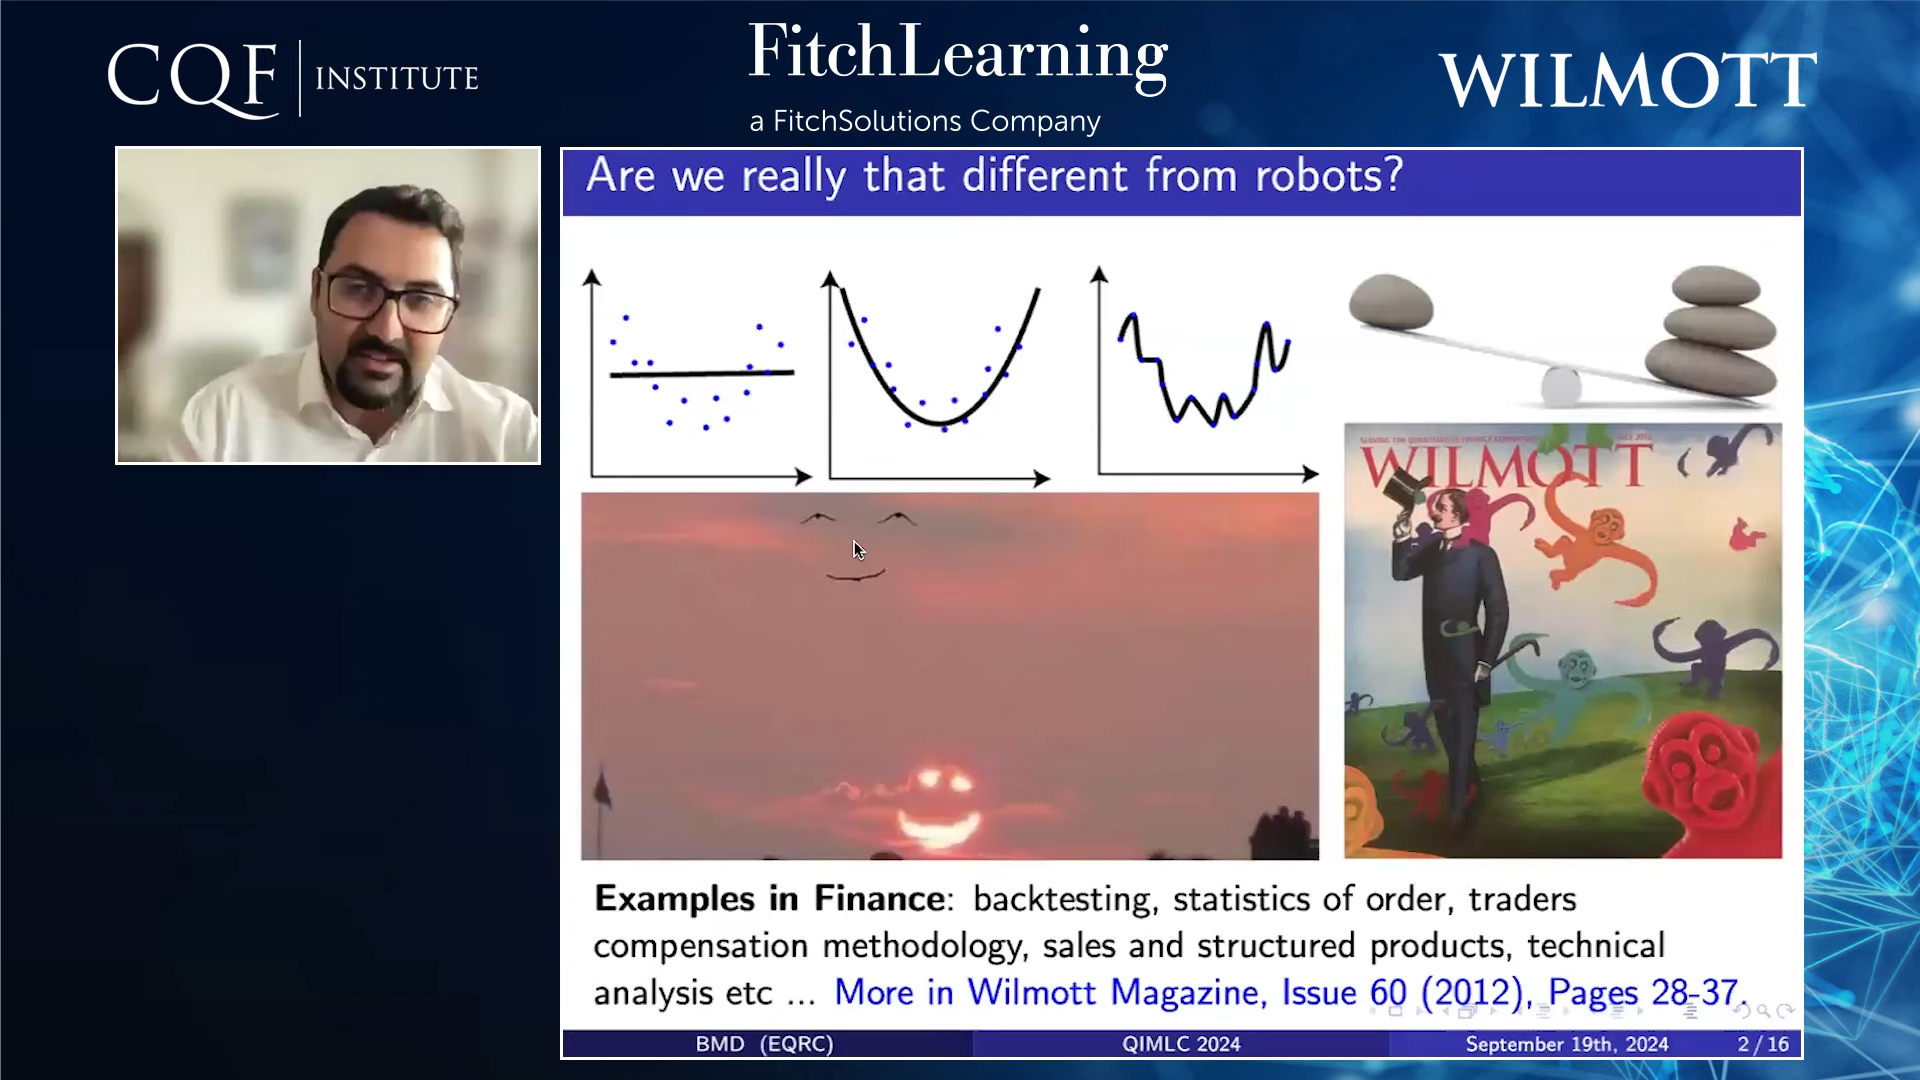 CQF INSTITUTE
FitchLearning
a FitchSolutions Company
WILMOTT
Are we really that different from robots?
WILMOTT
Examples in Finance: backtesting, statistics of order, traders
compensation methodology, sales and structured products, technical
analysis etc ... More in Wilmott Magazine, Issue 60 (2012), Pages 28-37.
BMD (EQRC)
QIMLC 2024
September 19th, 2024
2 / 16